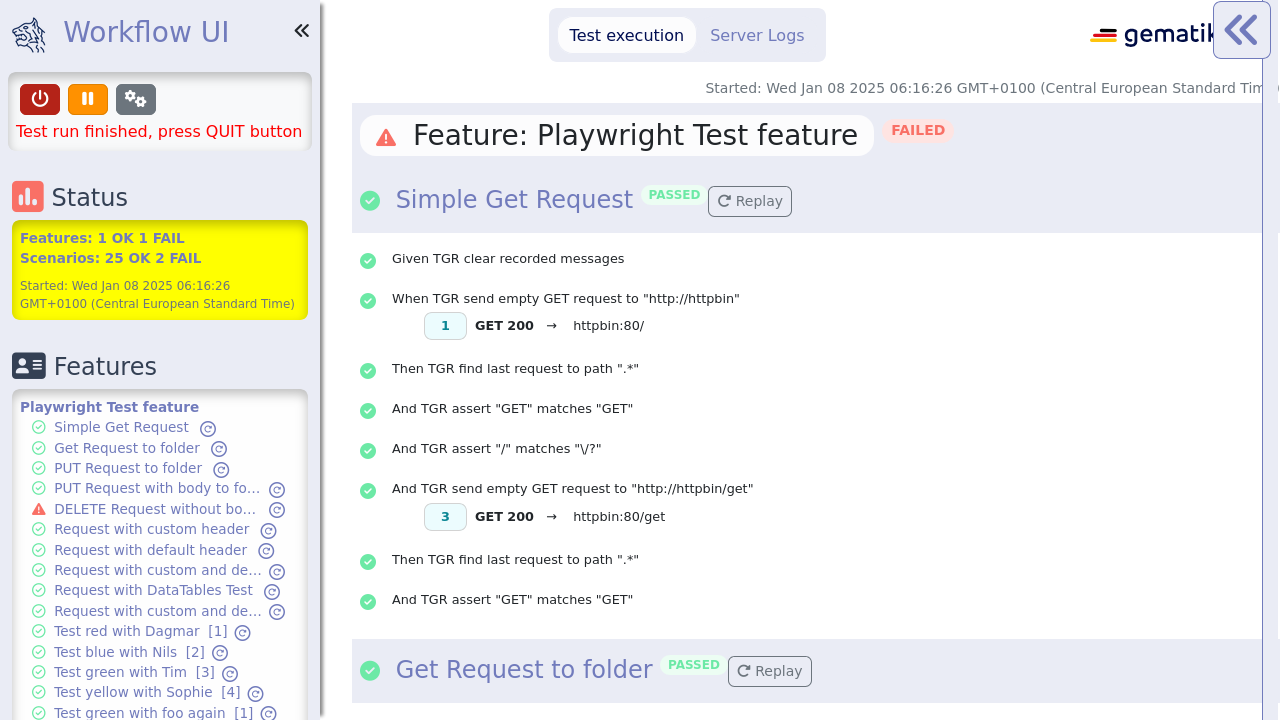 Workflow UI
Test run finished, press QUIT button
Status
Features: 1 OK 1 FAIL
Scenarios: 25 OK 2 FAIL
Started: Wed Jan 08 2025 06:16:26
GMT+0100 (Central European Standard Time)
Features
Playwright Test feature
Simple Get Request
Get Request to folder
PUT Request to folder
PUT Request with body to fo...
DELETE Request without bo...
Request with custom header
Request with default header
Request with custom and de...
Request with DataTables Test
Request with custom and de...
Test red with Dagmar [1]
Test blue with Nils [2]
Test green with Tim [3]
Test yellow with Sophie [4]
Test green with foo again [1]
Test execution
Server Logs
gematik
Started: Wed Jan 08 2025 06:16:26 GMT+0100 (Central European Standard Tim
Feature: Playwright Test feature
FAILED
Simple Get Request PASSED Replay
Given TGR clear recorded messages
When TGR send empty GET request to "http://httpbin"
1 GET 200 → httpbin:80/
Then TGR find last request to path ".*"
And TGR assert "GET" matches "GET"
And TGR assert "/" matches "\/?"
And TGR send empty GET request to "http://httpbin/get"
3 GET 200 → httpbin:80/get
Then TGR find last request to path ".*"
And TGR assert "GET" matches "GET"
Get Request to folder PASSED Replay